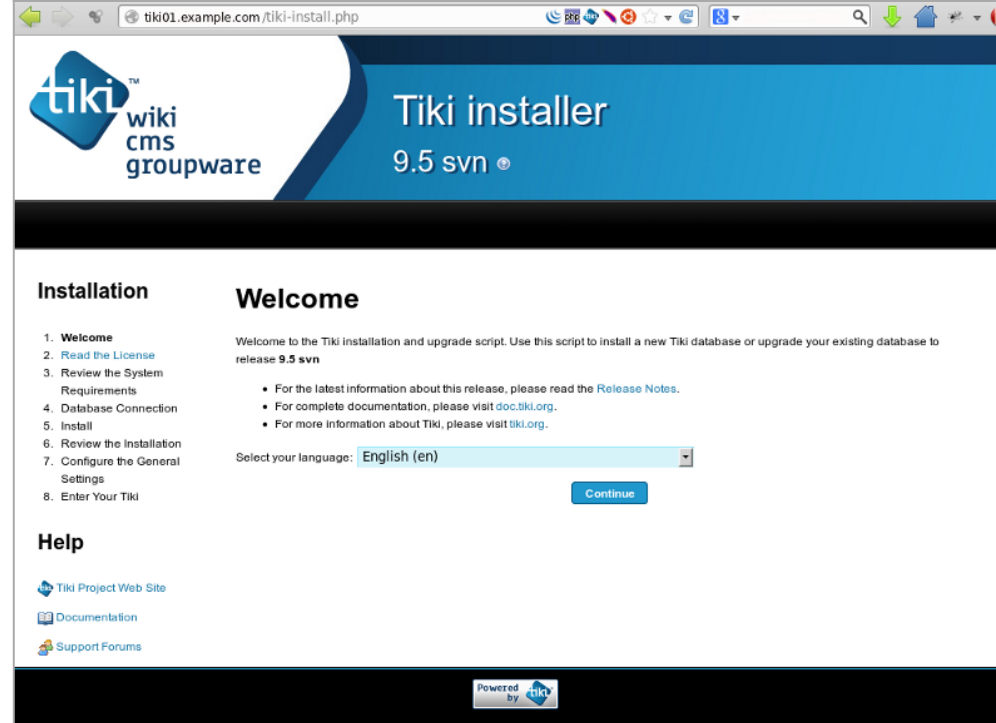 tiki01.example.com/tiki-install.php
tiki™
wiki
cms
groupware
Tiki installer
9.5 svn
Installation
1. Welcome
2. Read the License
3. Review the System
Requirements
4. Database Connection
5. Install
6. Review the Installation
7. Configure the General
Settings
8. Enter Your Tiki
Help
Tiki Project Web Site
Documentation
Support Forums
Welcome
Welcome to the Tiki installation and upgrade script. Use this script to install a new Tiki database or upgrade your existing database to
release 9.5 svn
• For the latest information about this release, please read the Release Notes.
• For complete documentation, please visit doc.tiki.org.
• For more information about Tiki, please visit tiki.org.
Select your language: English (en)
Continue
Powered
by tiki